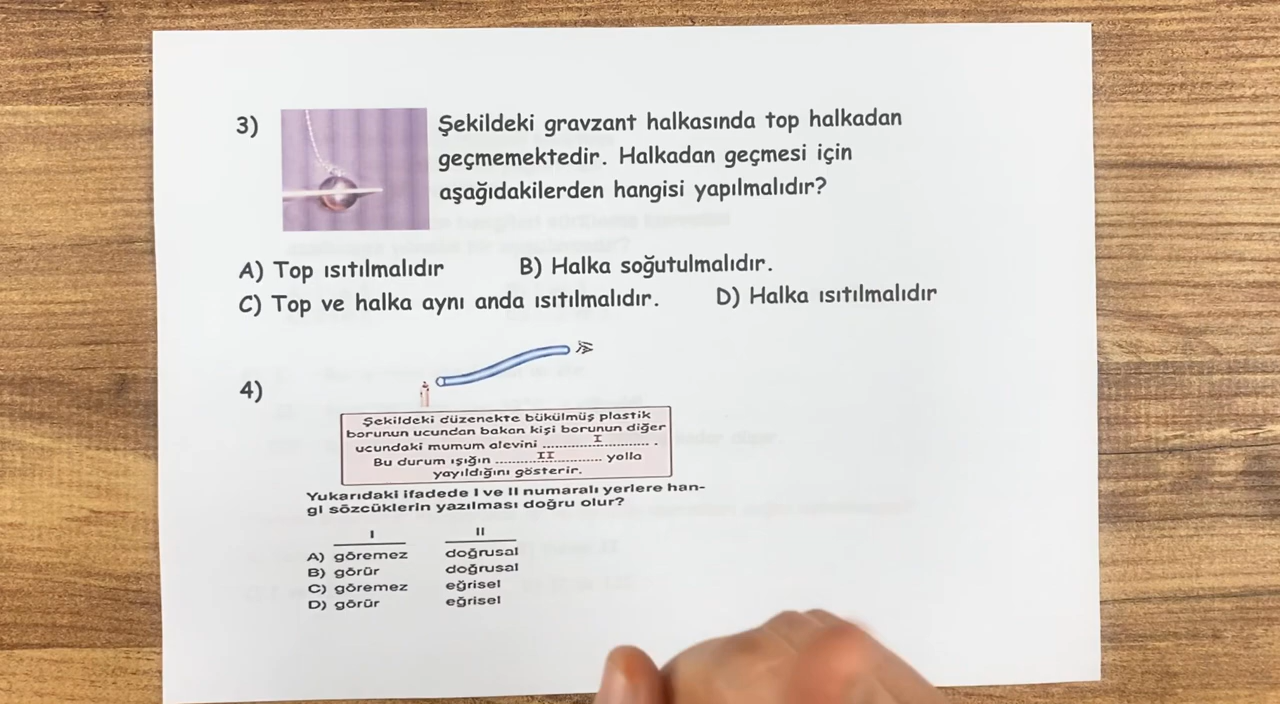 3) Şekildeki gravzant halkasında top halkadan
geçmemektedir. Halkadan geçmesi için
aşağıdakilerden hangisi yapılmalıdır?
A) Top ısıtılmalıdır B) Halka soğutulmalıdır.
C) Top ve halka aynı anda ısıtılmalıdır. D) Halka ısıtılmalıdır
4)
Şekildeki düzenekte bükülmüş plastik
borunun ucundan bakan kişi borunun diğer
ucundaki mumum alevini ..........I.......... .
Bu durum ışığın ..........II.......... yolla
yayıldığını gösterir.
Yukarıdaki ifadede I ve II numaralı yerlere han-
gi sözcüklerin yazılması doğru olur?
I II
A) göremez doğrusal
B) görür doğrusal
C) göremez eğrisel
D) görür eğrisel